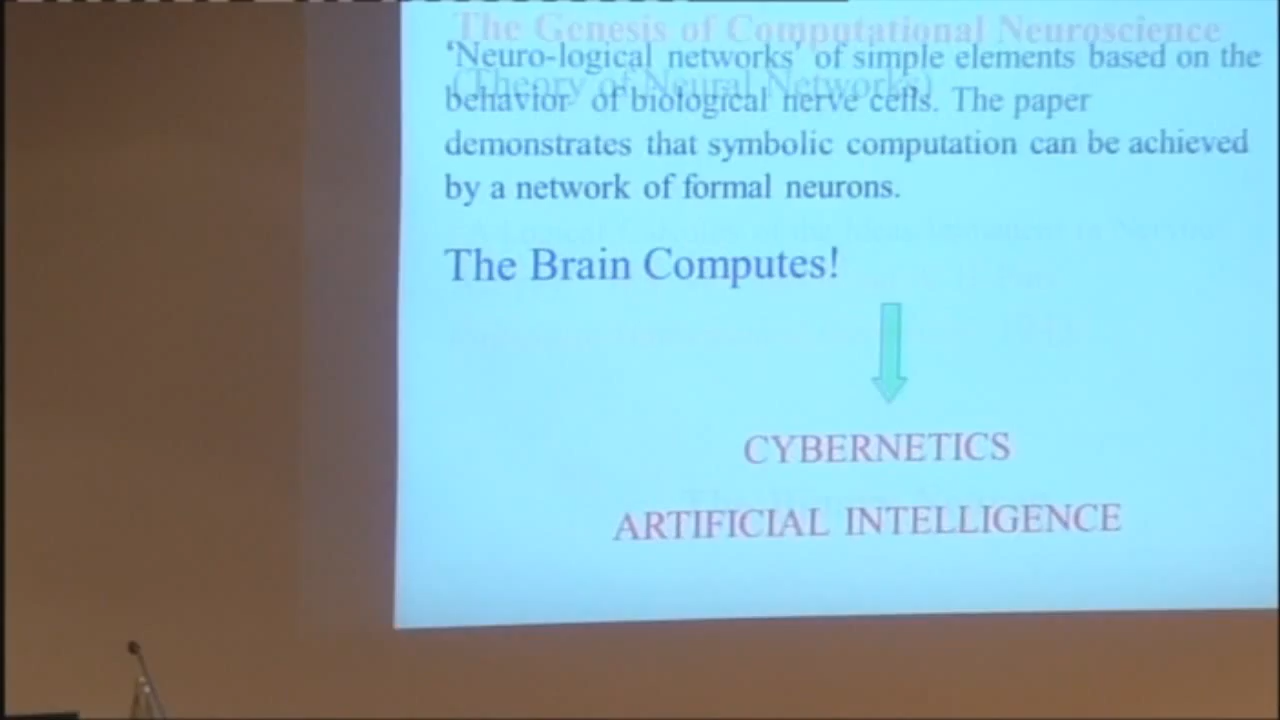 The Genesis of Computational Neuroscience
'Neuro-logical networks' of simple elements based on the
(Theory of Neural Networks)
behavior of biological nerve cells. The paper
demonstrates that symbolic computation can be achieved
by a network of formal neurons.
The Brain Computes!
CYBERNETICS
ARTIFICIAL INTELLIGENCE